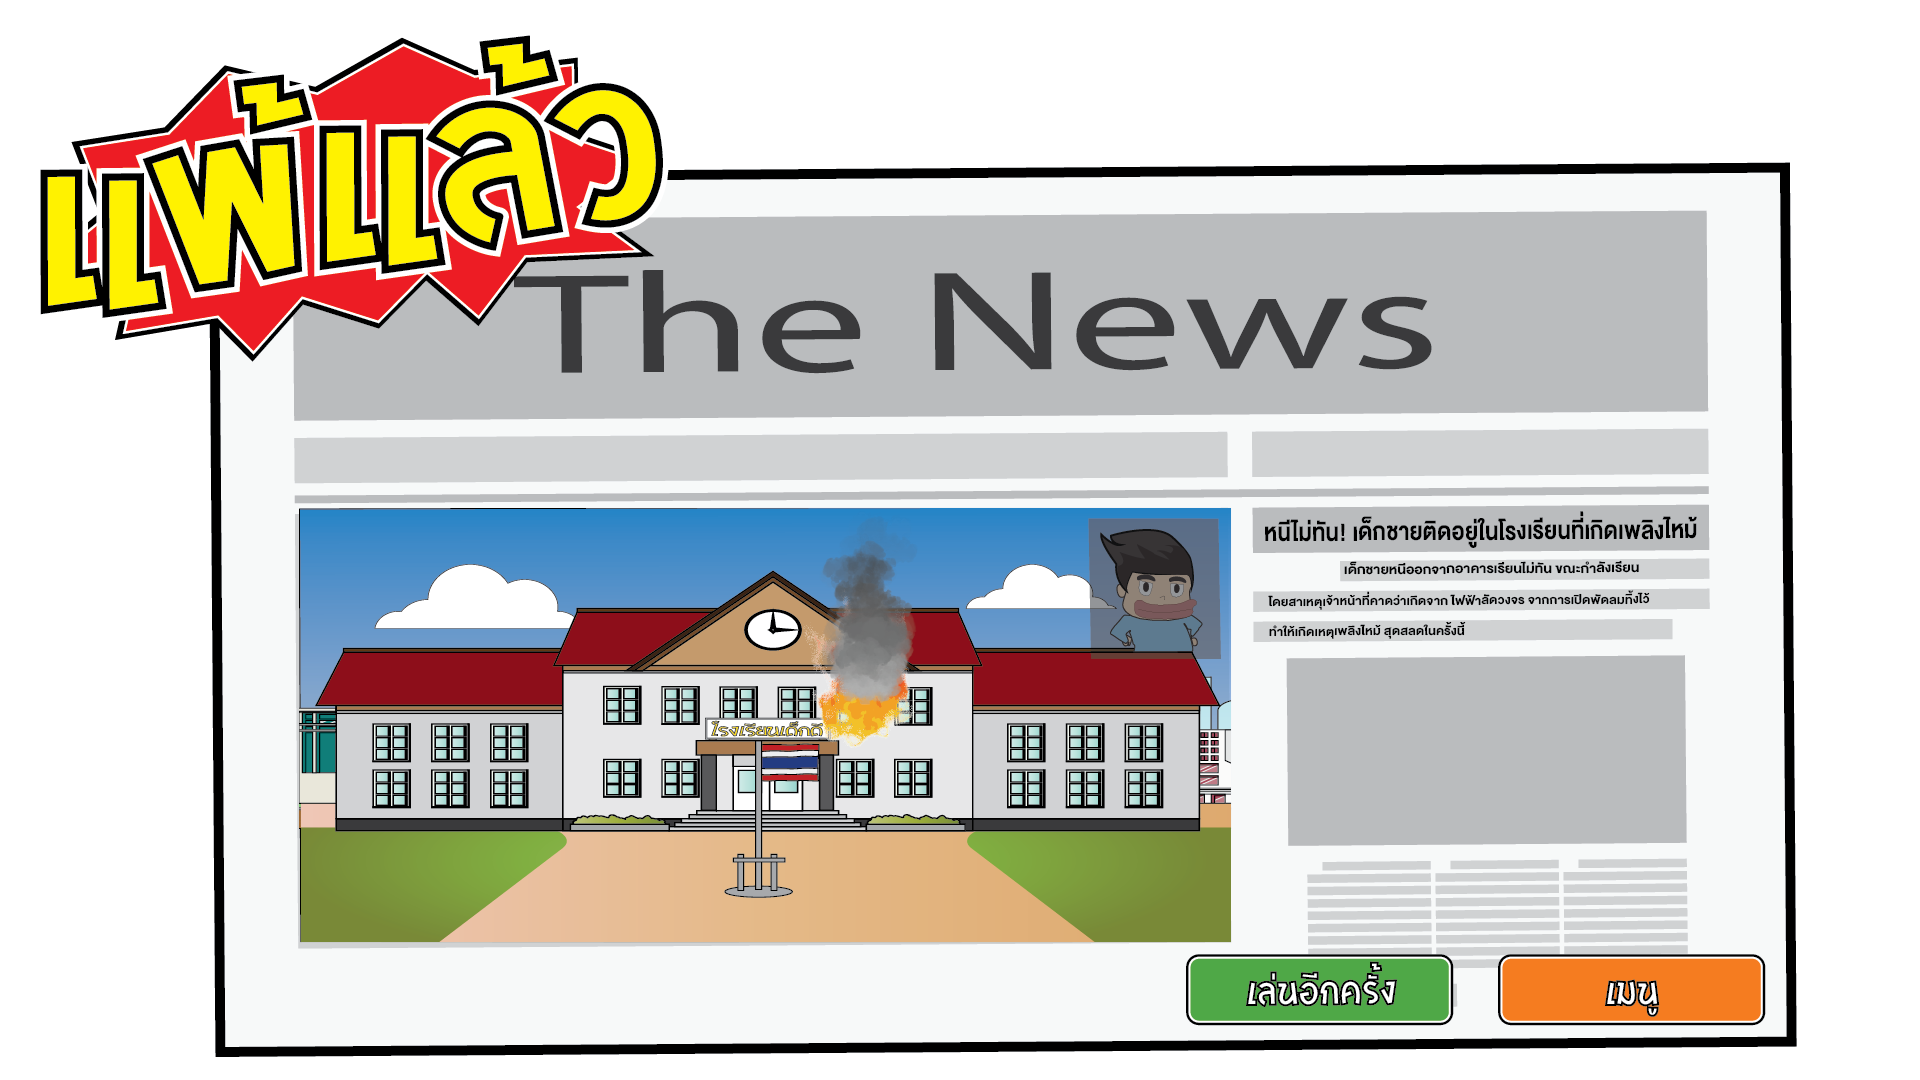 แพ้แล้ว
The News
หนีไม่ทัน! เด็กชายติดอยู่ในโรงเรียนที่เกิดเพลิงไหม้
เด็กชายหนีออกจากอาคารเรียนไม่ทัน ขณะกำลังเรียน
โดยสาเหตุเจ้าหน้าที่คาดว่าเกิดจาก ไฟฟ้าลัดวงจร จากการเปิดพัดลมทิ้งไว้
ทำให้เกิดเหตุเพลิงไหม้ สุดสลดในครั้งนี้
โรงเรียนเด็กดี
เล่นอีกครั้ง
เมนู